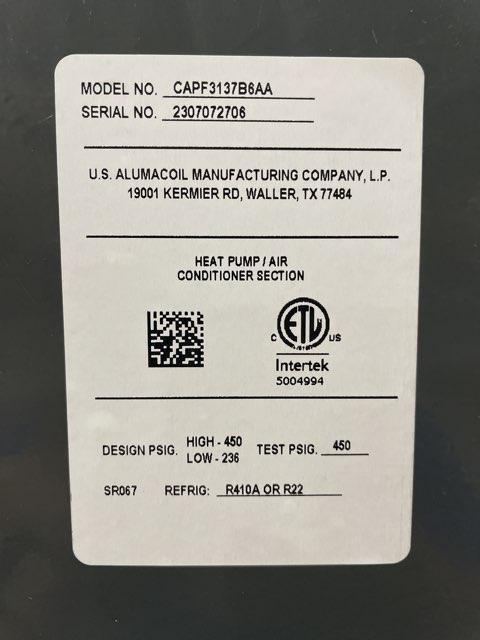 MODEL NO. CAPF3137B6AA
SERIAL NO. 2307072706
U.S. ALUMACOIL MANUFACTURING COMPANY, L.P.
19001 KERMIER RD, WALLER, TX 77484
HEAT PUMP / AIR
CONDITIONER SECTION
C ETL US
Intertek
5004994
DESIGN PSIG. HIGH - 450 TEST PSIG. 450
LOW - 236
SR067 REFRIG: R410A OR R22